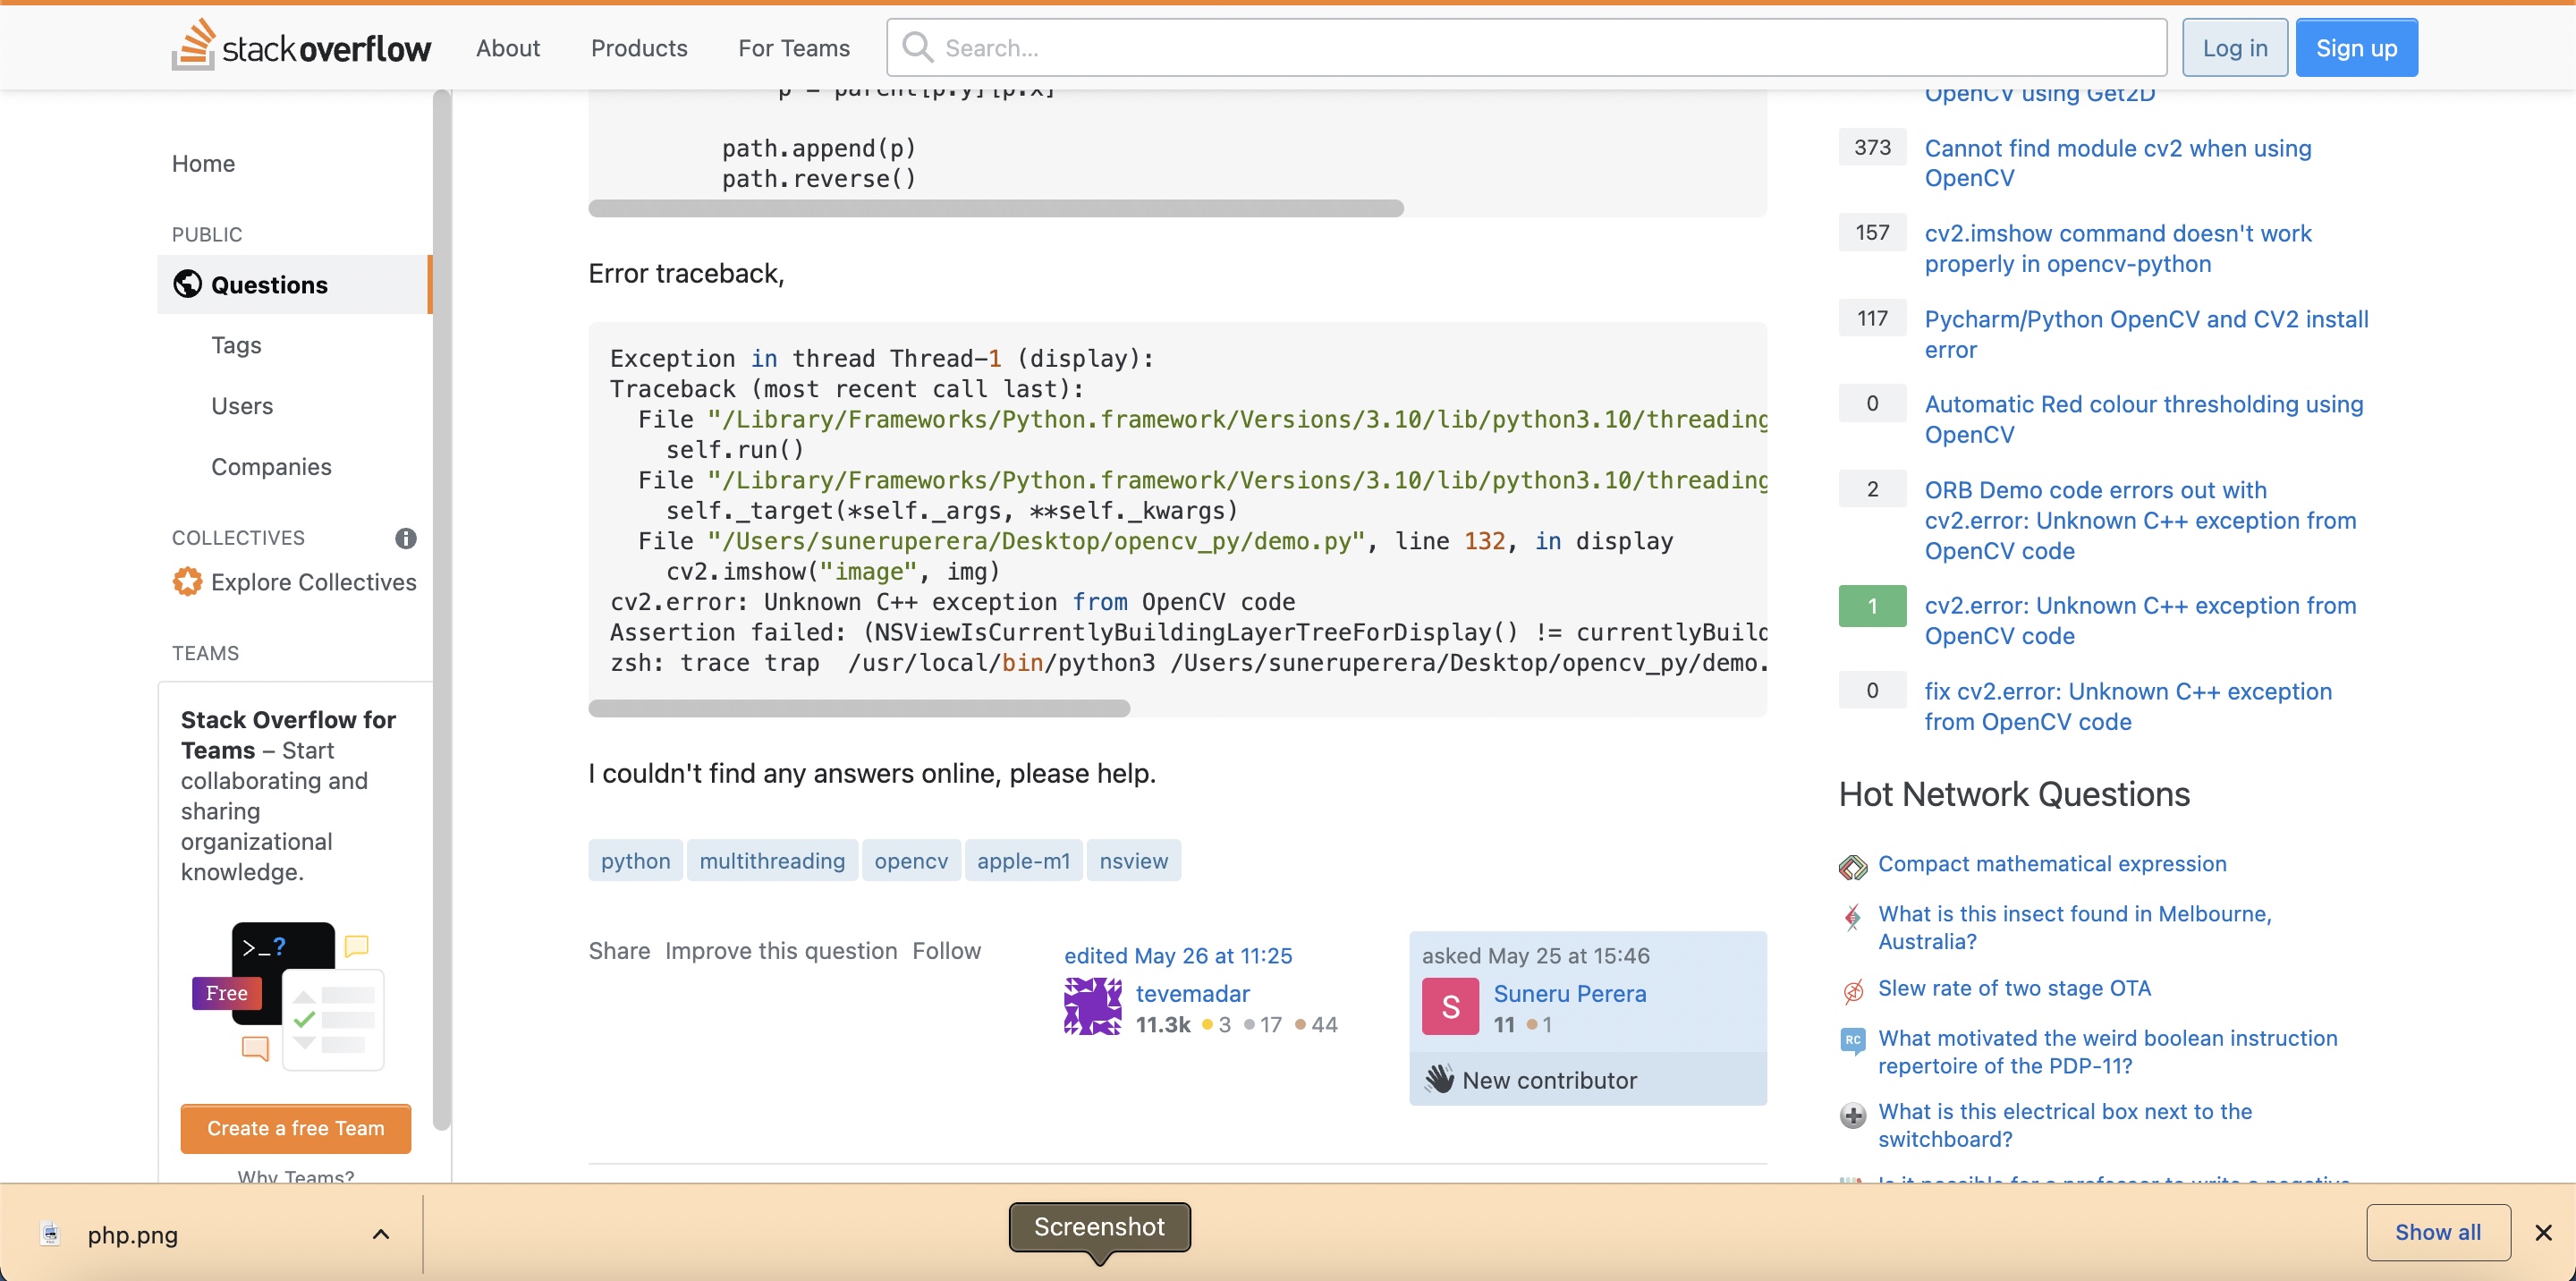 stackoverflow
About
Products
For Teams
Search...
Log in
Sign up
Home
PUBLIC
Questions
Tags
Users
Companies
COLLECTIVES
Explore Collectives
TEAMS
Stack Overflow for
Teams – Start
collaborating and
sharing
organizational
knowledge.
>_?
Free
Create a free Team
Why Teams?
p = parent[p.y][p.x]
path.append(p)
path.reverse()
Error traceback,
Exception in thread Thread-1 (display):
Traceback (most recent call last):
File "/Library/Frameworks/Python.framework/Versions/3.10/lib/python3.10/threading
self.run()
File "/Library/Frameworks/Python.framework/Versions/3.10/lib/python3.10/threading
self._target(*self._args, **self._kwargs)
File "/Users/suneruperera/Desktop/opencv_py/demo.py", line 132, in display
cv2.imshow("image", img)
cv2.error: Unknown C++ exception from OpenCV code
Assertion failed: (NSViewIsCurrentlyBuildingLayerTreeForDisplay() != currentlyBuild
zsh: trace trap  /usr/local/bin/python3 /Users/suneruperera/Desktop/opencv_py/demo.
I couldn't find any answers online, please help.
python
multithreading
opencv
apple-m1
nsview
Share
Improve this question
Follow
edited May 26 at 11:25
tevemadar
11.3k 3 17 44
asked May 25 at 15:46
S
Suneru Perera
11 1
New contributor
OpenCV using Get2D
373
Cannot find module cv2 when using
OpenCV
157
cv2.imshow command doesn't work
properly in opencv-python
117
Pycharm/Python OpenCV and CV2 install
error
0
Automatic Red colour thresholding using
OpenCV
2
ORB Demo code errors out with
cv2.error: Unknown C++ exception from
OpenCV code
1
cv2.error: Unknown C++ exception from
OpenCV code
0
fix cv2.error: Unknown C++ exception
from OpenCV code
Hot Network Questions
Compact mathematical expression
What is this insect found in Melbourne,
Australia?
Slew rate of two stage OTA
RC
What motivated the weird boolean instruction
repertoire of the PDP-11?
What is this electrical box next to the
switchboard?
Is it possible for a professor to write a negative
php.png
Screenshot
Show all